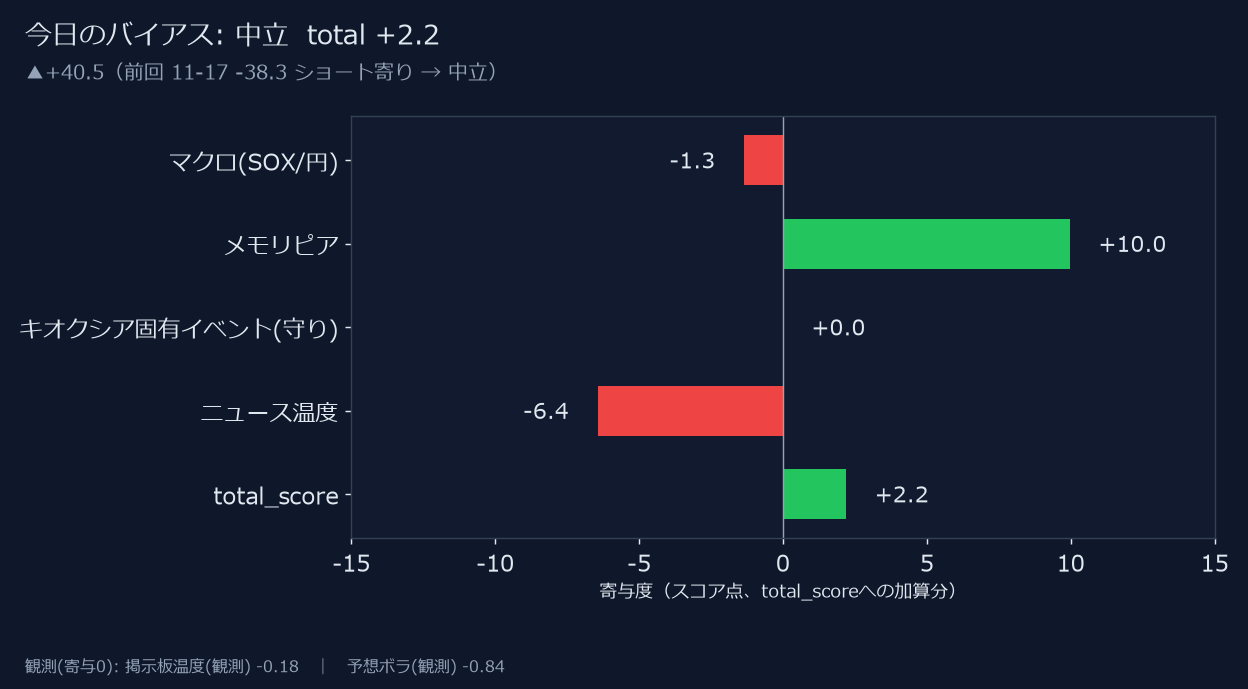 今日のバイアス: 中立  total +2.2
▲+40.5（前回 11-17 -38.3 ショート寄り → 中立）
マクロ(SOX/円)
-1.3
メモリピア
+10.0
キオクシア固有イベント(守り)
+0.0
ニュース温度
-6.4
total_score
+2.2
-15 -10 -5 0 5 10 15
寄与度（スコア点、total_scoreへの加算分）
観測(寄与0): 掲示板温度(観測) -0.18 ｜ 予想ボラ(観測) -0.84